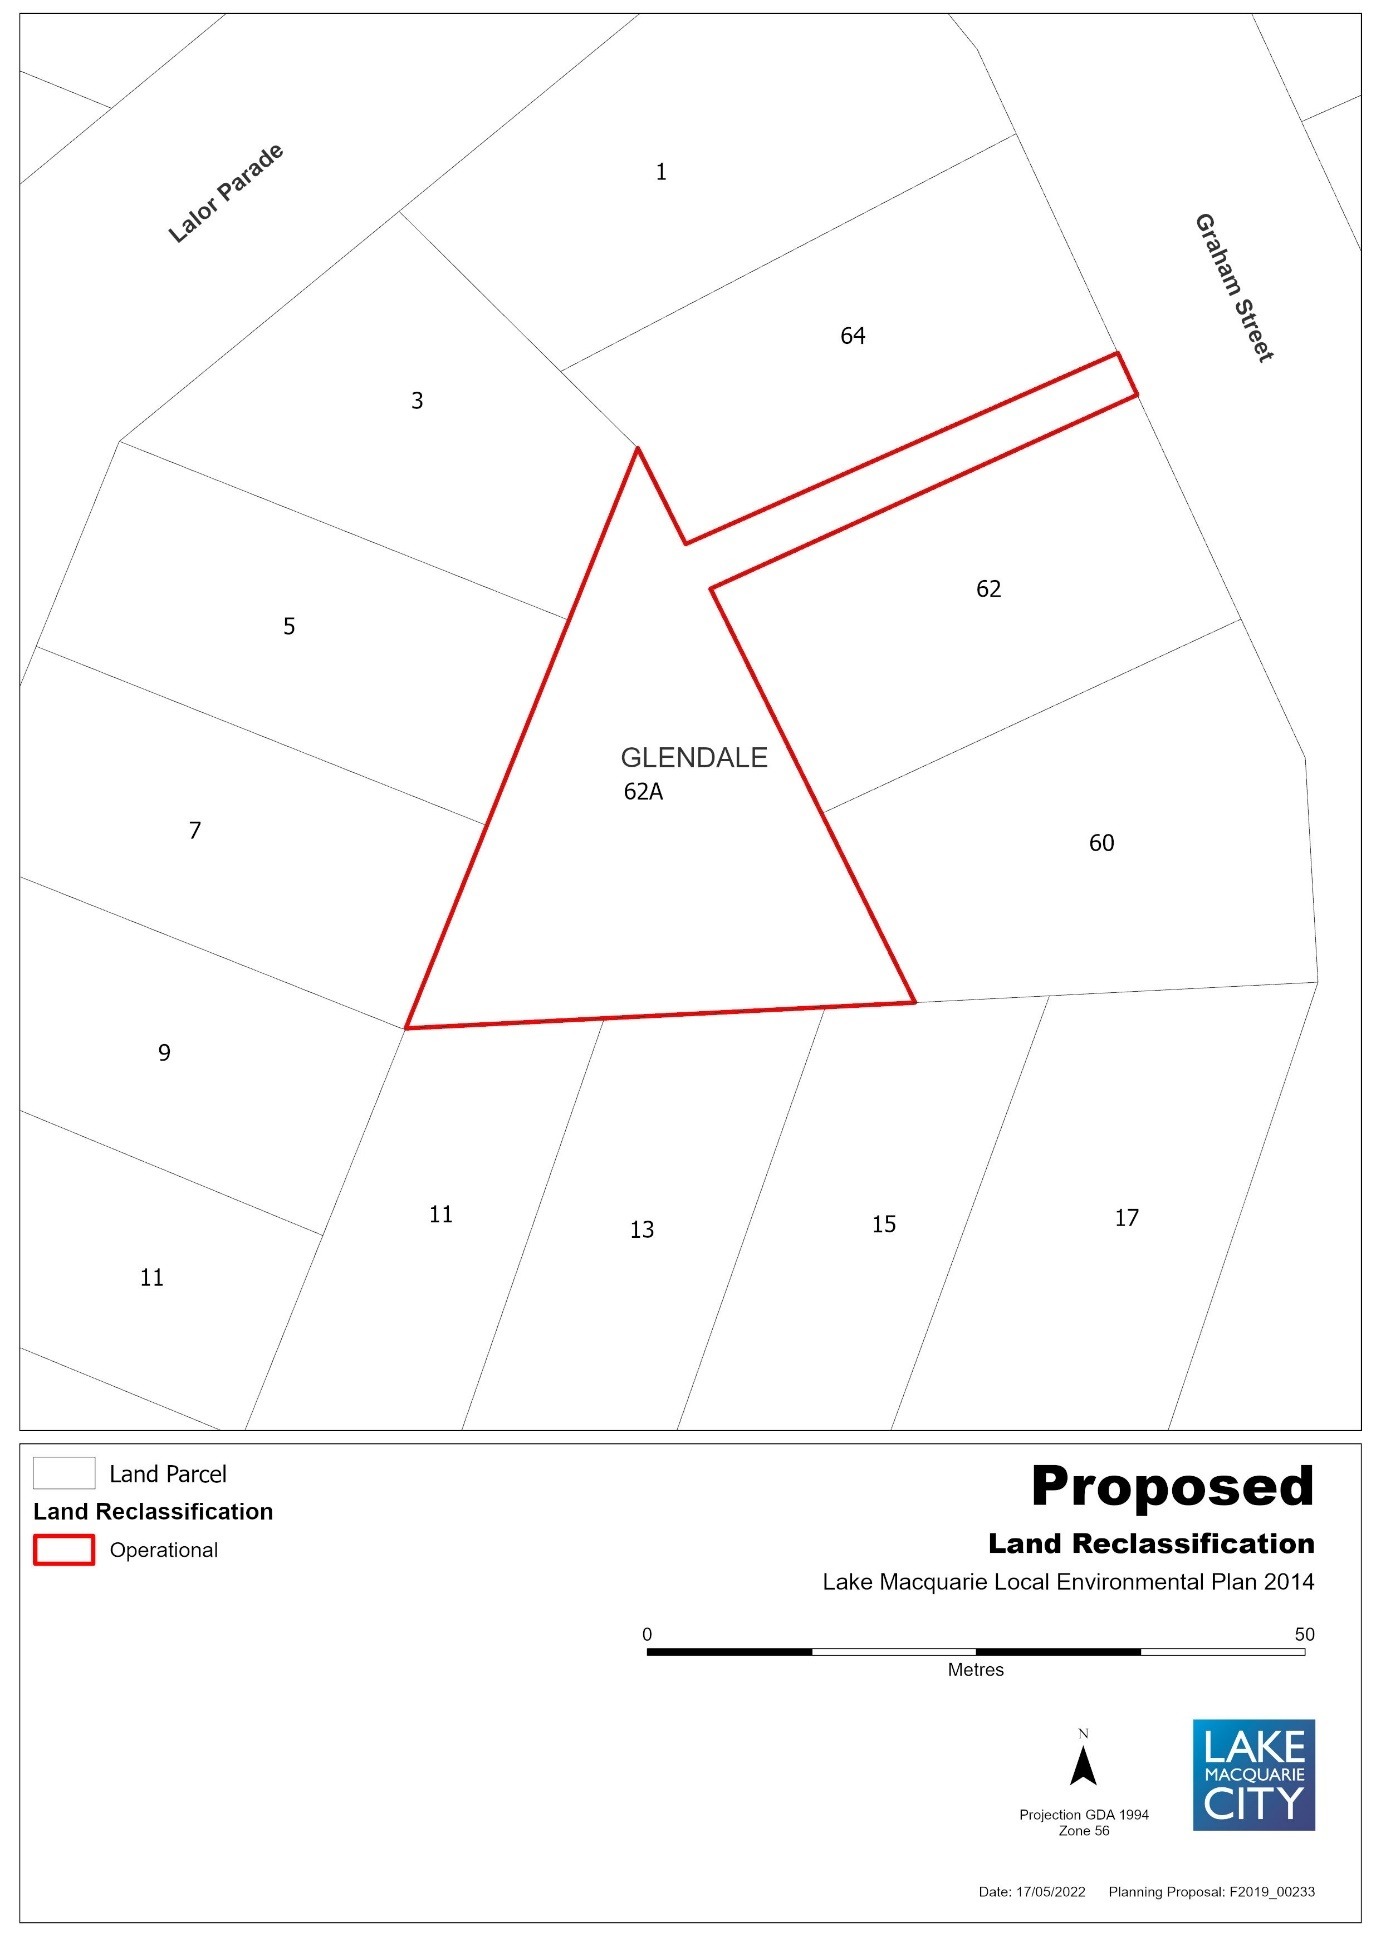 Lalor Parade
1
Graham Street
64
3
62
5
GLENDALE
62A
7
60
9
11
13
15
17
11
Land Parcel
Land Reclassification
Operational
Proposed
Land Reclassification
Lake Macquarie Local Environmental Plan 2014
0 50
Metres
N
Projection GDA 1994
Zone 56
LAKE
MACQUARIE
CITY
Date: 17/05/2022 Planning Proposal: F2019_00233